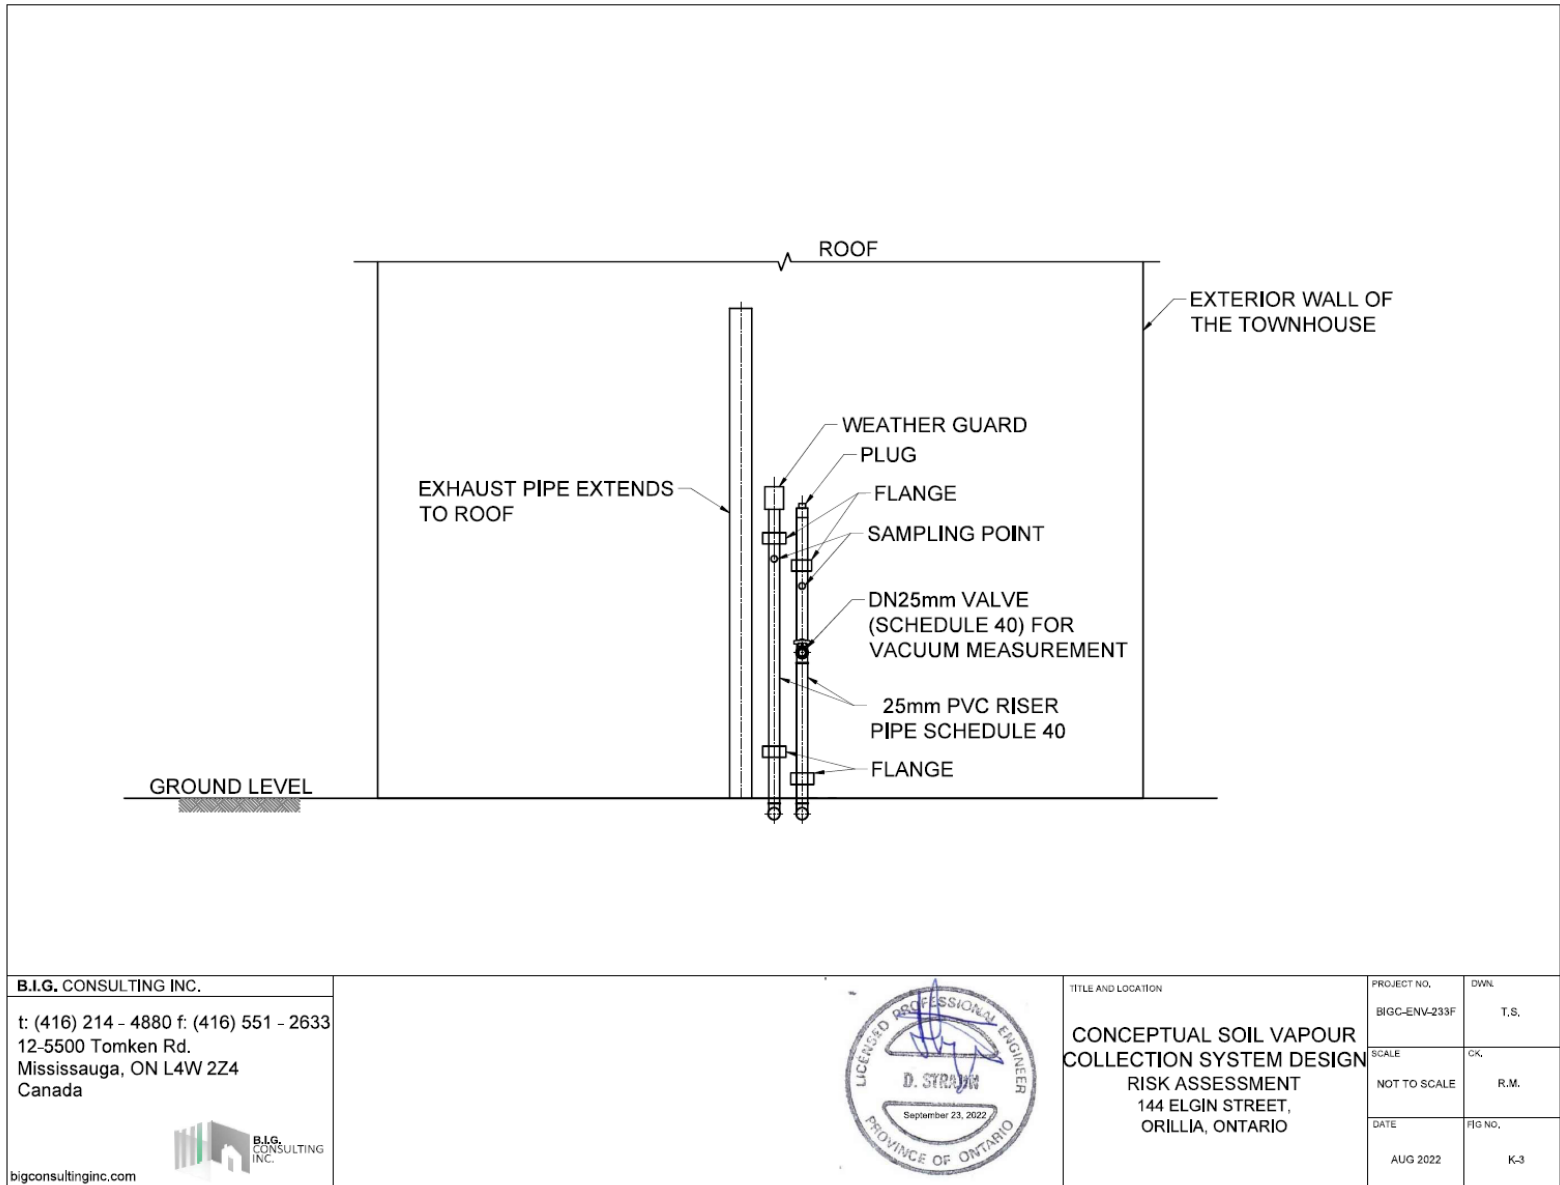 ROOF
EXTERIOR WALL OF
THE TOWNHOUSE
WEATHER GUARD
PLUG
EXHAUST PIPE EXTENDS
TO ROOF
FLANGE
SAMPLING POINT
DN25mm VALVE
(SCHEDULE 40) FOR
VACUUM MEASUREMENT
25mm PVC RISER
PIPE SCHEDULE 40
FLANGE
GROUND LEVEL
B.I.G. CONSULTING INC.
t: (416) 214 - 4880 f: (416) 551 - 2633
12-5500 Tomken Rd.
Mississauga, ON L4W 2Z4
Canada
B.I.G.
CONSULTING
INC.
bigconsultinginc.com
LICENSED PROFESSIONAL ENGINEER
September 23, 2022
PROVINCE OF ONTARIO
TITLE AND LOCATION
CONCEPTUAL SOIL VAPOUR
COLLECTION SYSTEM DESIGN
RISK ASSESSMENT
144 ELGIN STREET,
ORILLIA, ONTARIO
PROJECT NO.
BIGC-ENV-233F
DWN.
T.S.
SCALE
NOT TO SCALE
CK.
R.M.
DATE
AUG 2022
FIG NO.
K-3